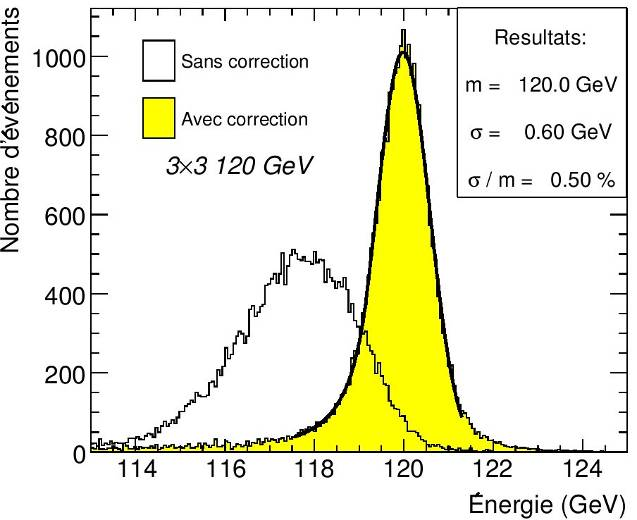 Nombre d'événements
1000
800
600
400
200
0
Sans correction
Avec correction
3×3 120 GeV
Resultats:
m = 120.0 GeV
σ = 0.60 GeV
σ / m = 0.50 %
114 116 118 120 122 124
Énergie (GeV)